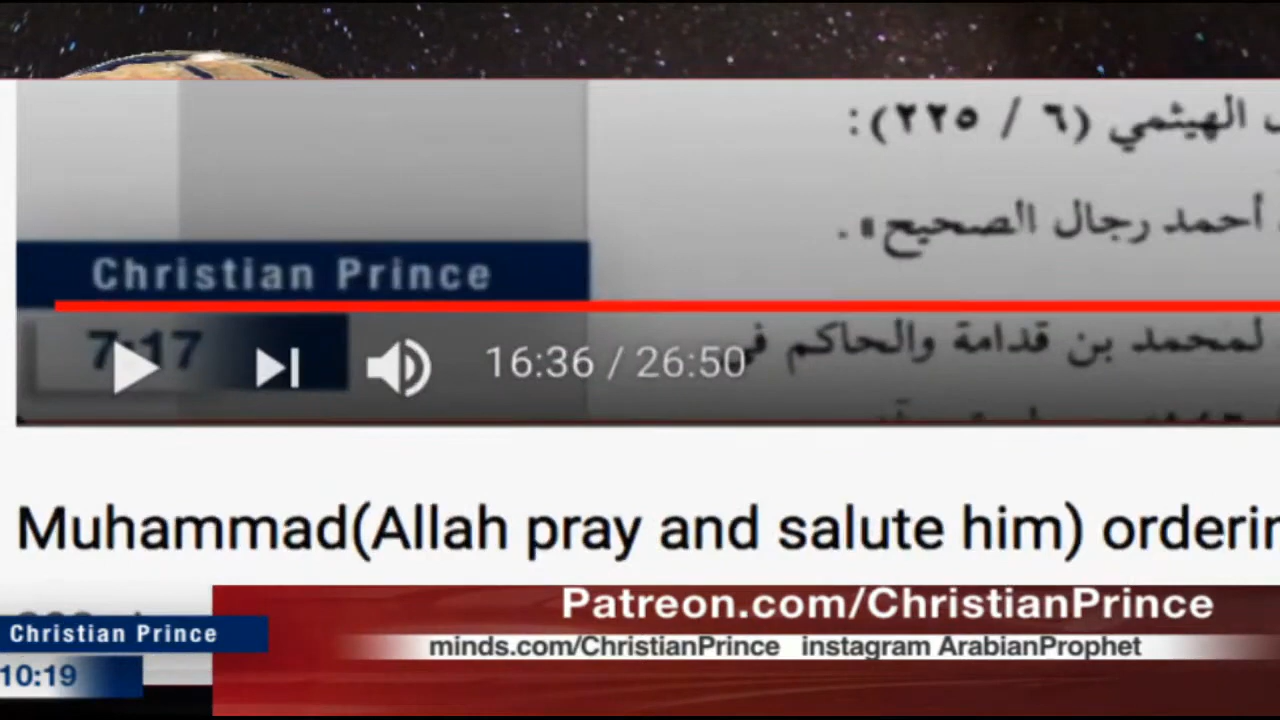 الهيثمي (٦ / ٢٢٥):
أحمد رجال الصحيح».
Christian Prince
لمحمد بن قدامة والحاكم في
7:17
16:36 / 26:50
Muhammad(Allah pray and salute him) orderin
Patreon.com/ChristianPrince
Christian Prince
minds.com/ChristianPrince instagram ArabianProphet
10:19